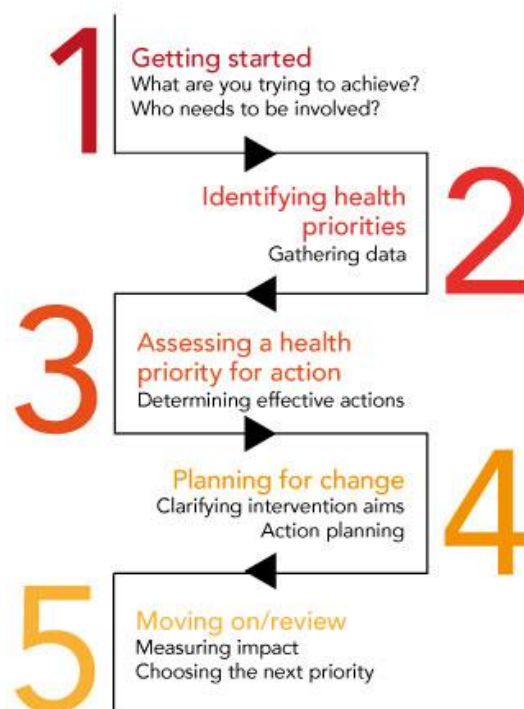 1
Getting started
What are you trying to achieve?
Who needs to be involved?
2
Identifying health
priorities
Gathering data
3
Assessing a health
priority for action
Determining effective actions
4
Planning for change
Clarifying intervention aims
Action planning
5
Moving on/review
Measuring impact
Choosing the next priority